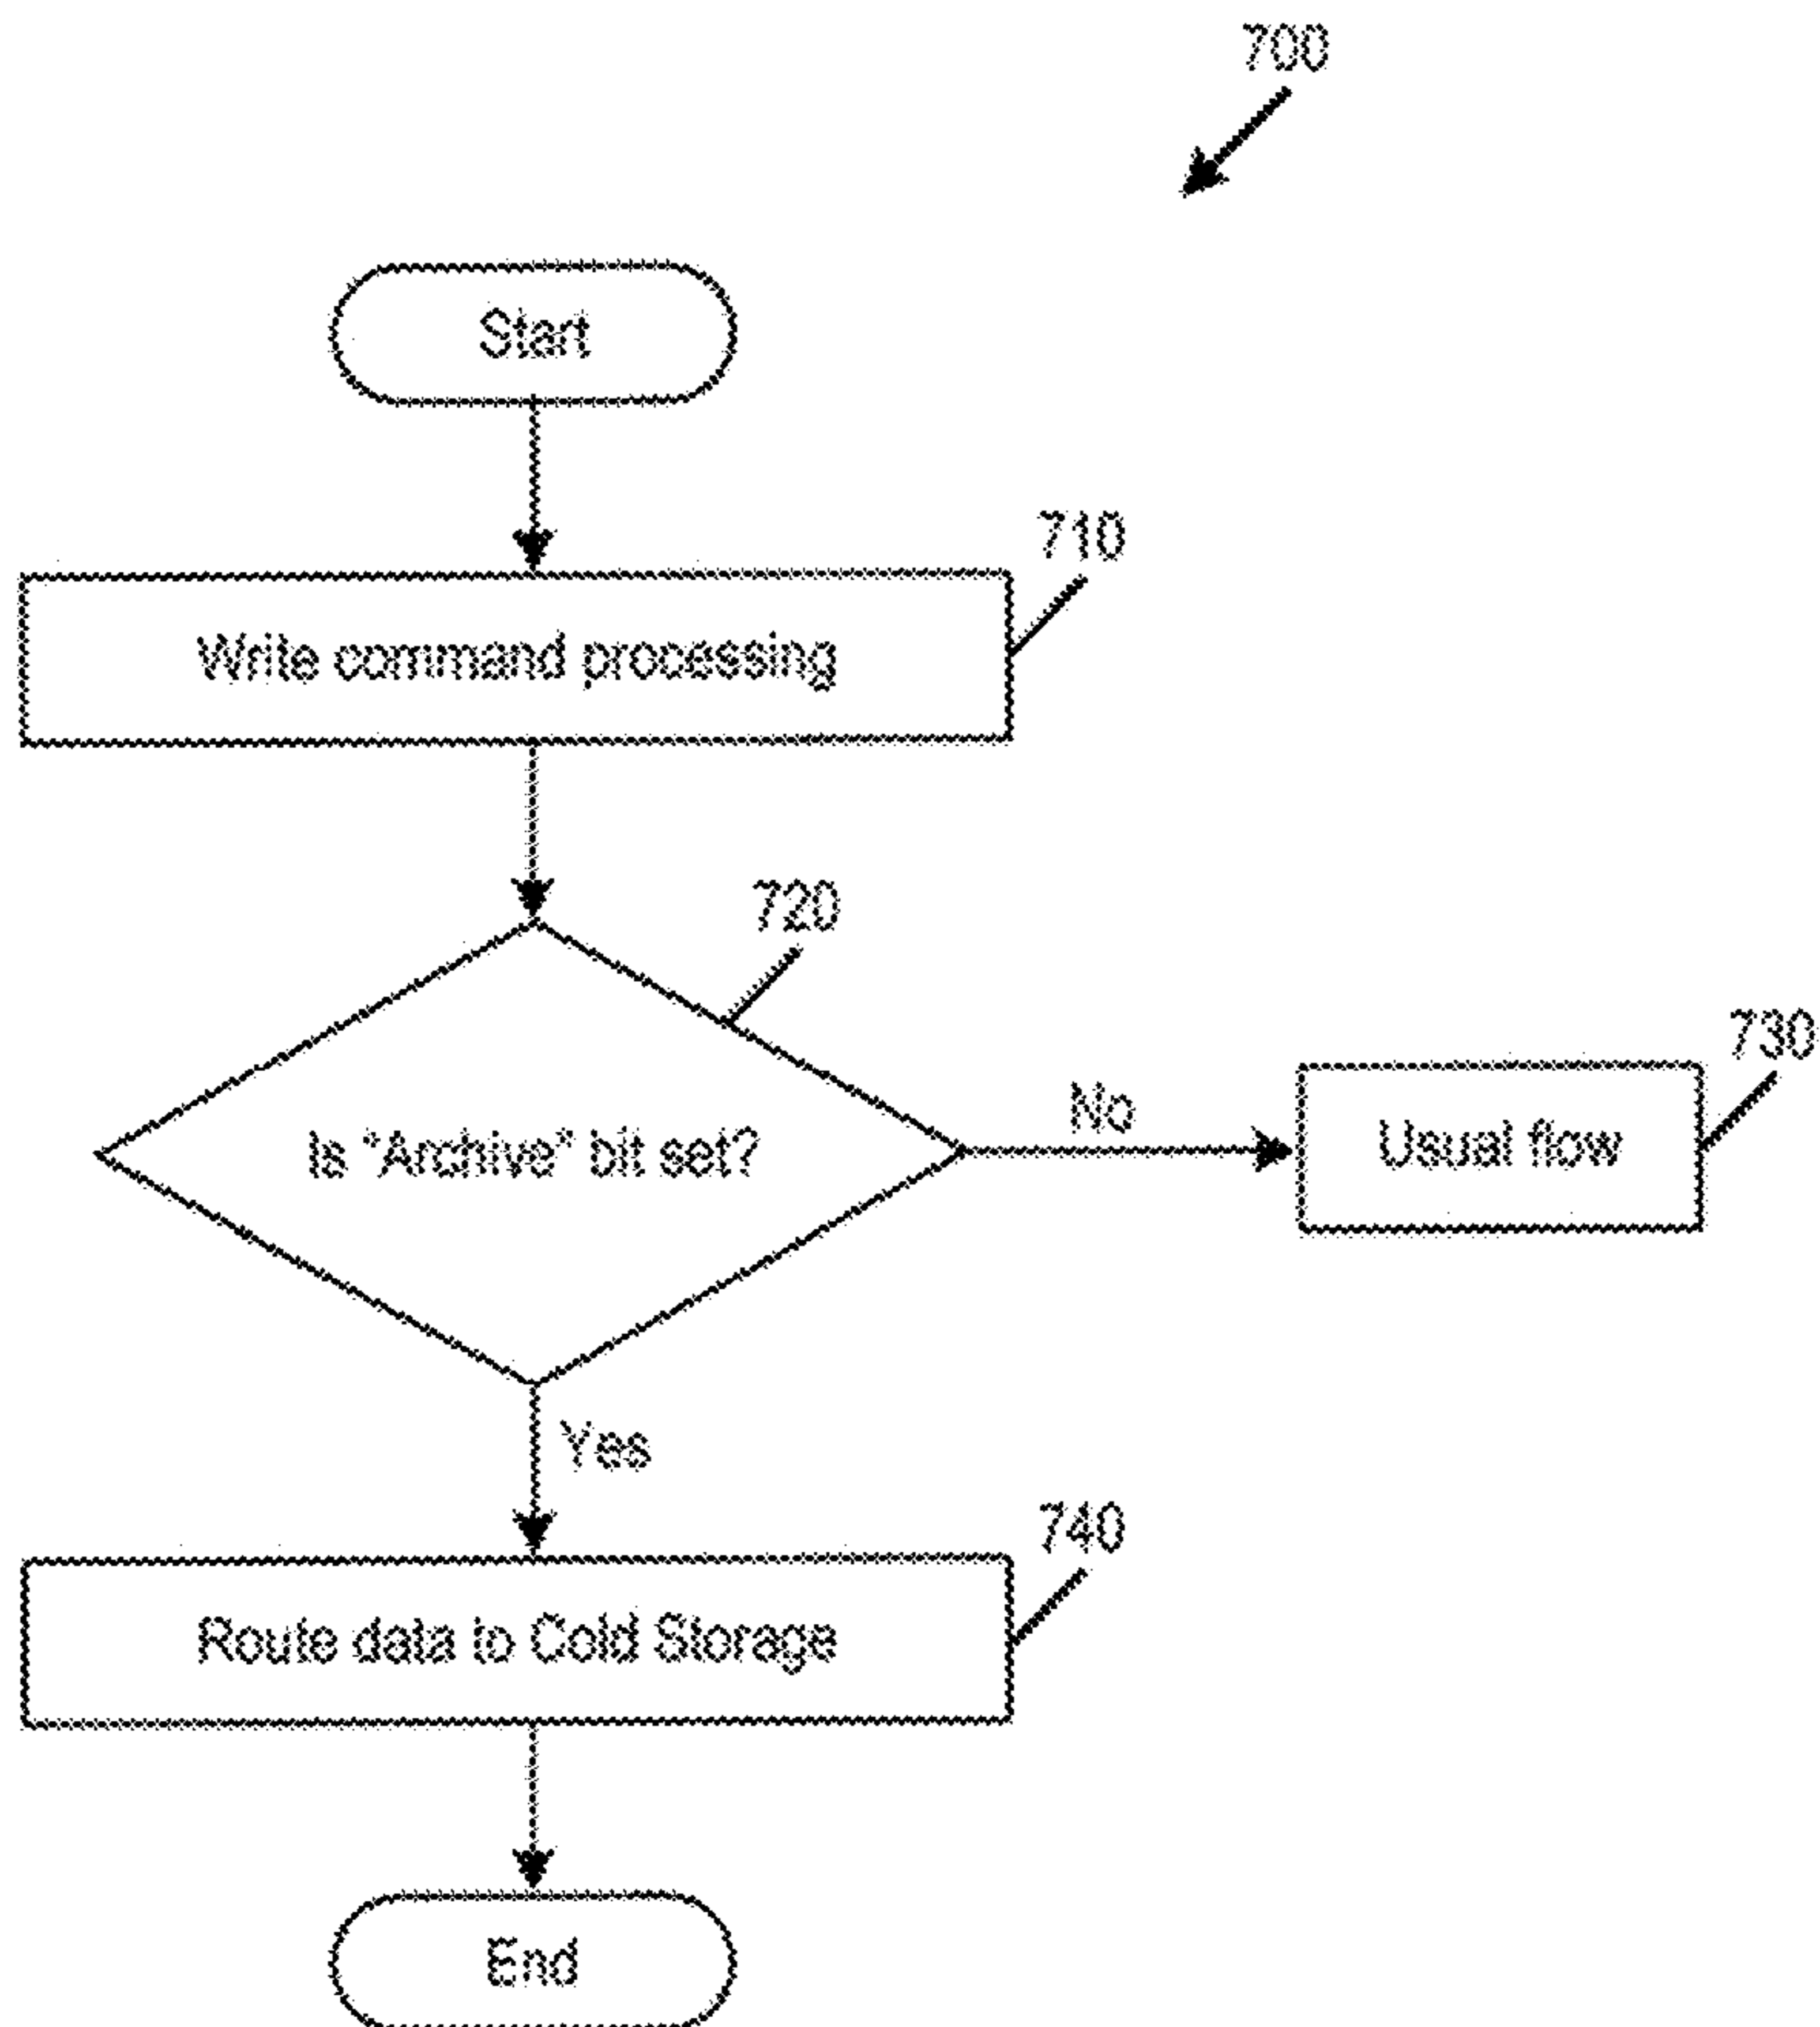 700
Start
710
Write command processing
720
730
Is "Archive" bit set?
No
Usual flow
Yes
740
Route data to Cold Storage
End